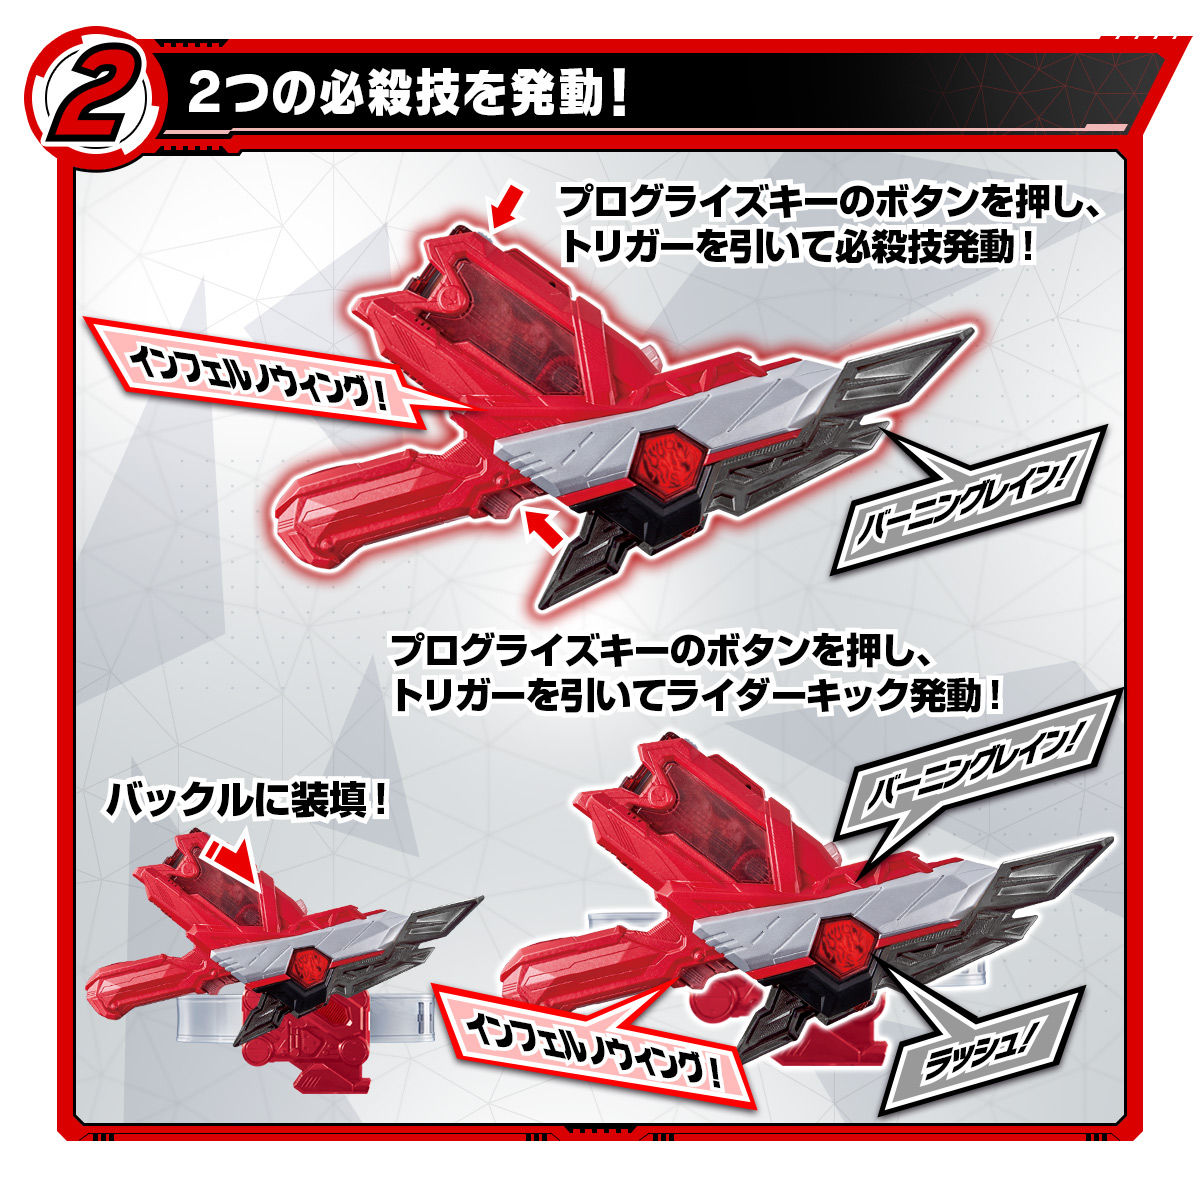 2
2つの必殺技を発動!
プログライズキーのボタンを押し、
トリガーを引いて必殺技発動!
インフェルノウィング!
バーニングレイン!
プログライズキーのボタンを押し、
トリガーを引いてライダーキック発動!
バックルに装填!
バーニングレイン!
インフェルノウィング!
ラッシュ!